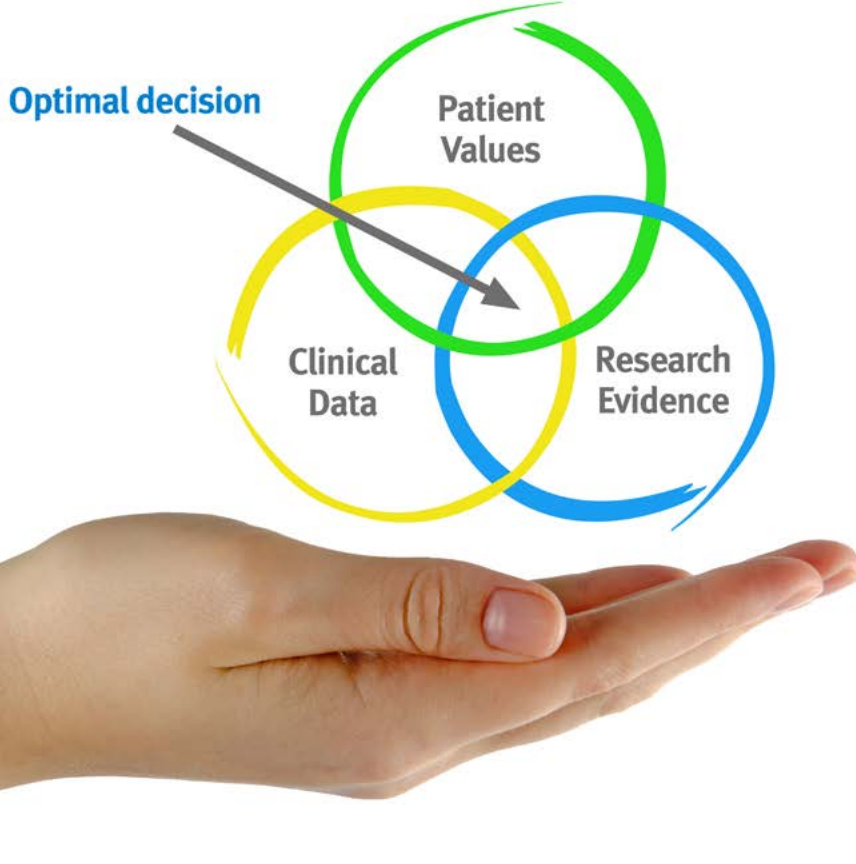 Optimal decision
Patient
Values
Clinical
Data
Research
Evidence